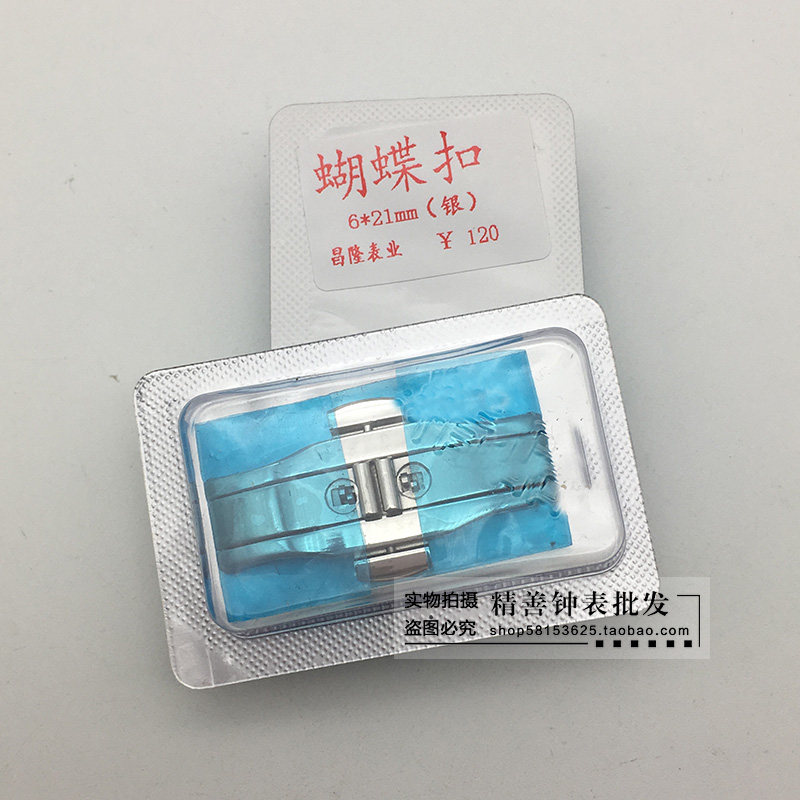 蝴蝶扣
6*21mm（银）
昌隆表业 ￥ 120
实物拍摄
盗图必究
精善钟表批发
shop58153625.taobao.com